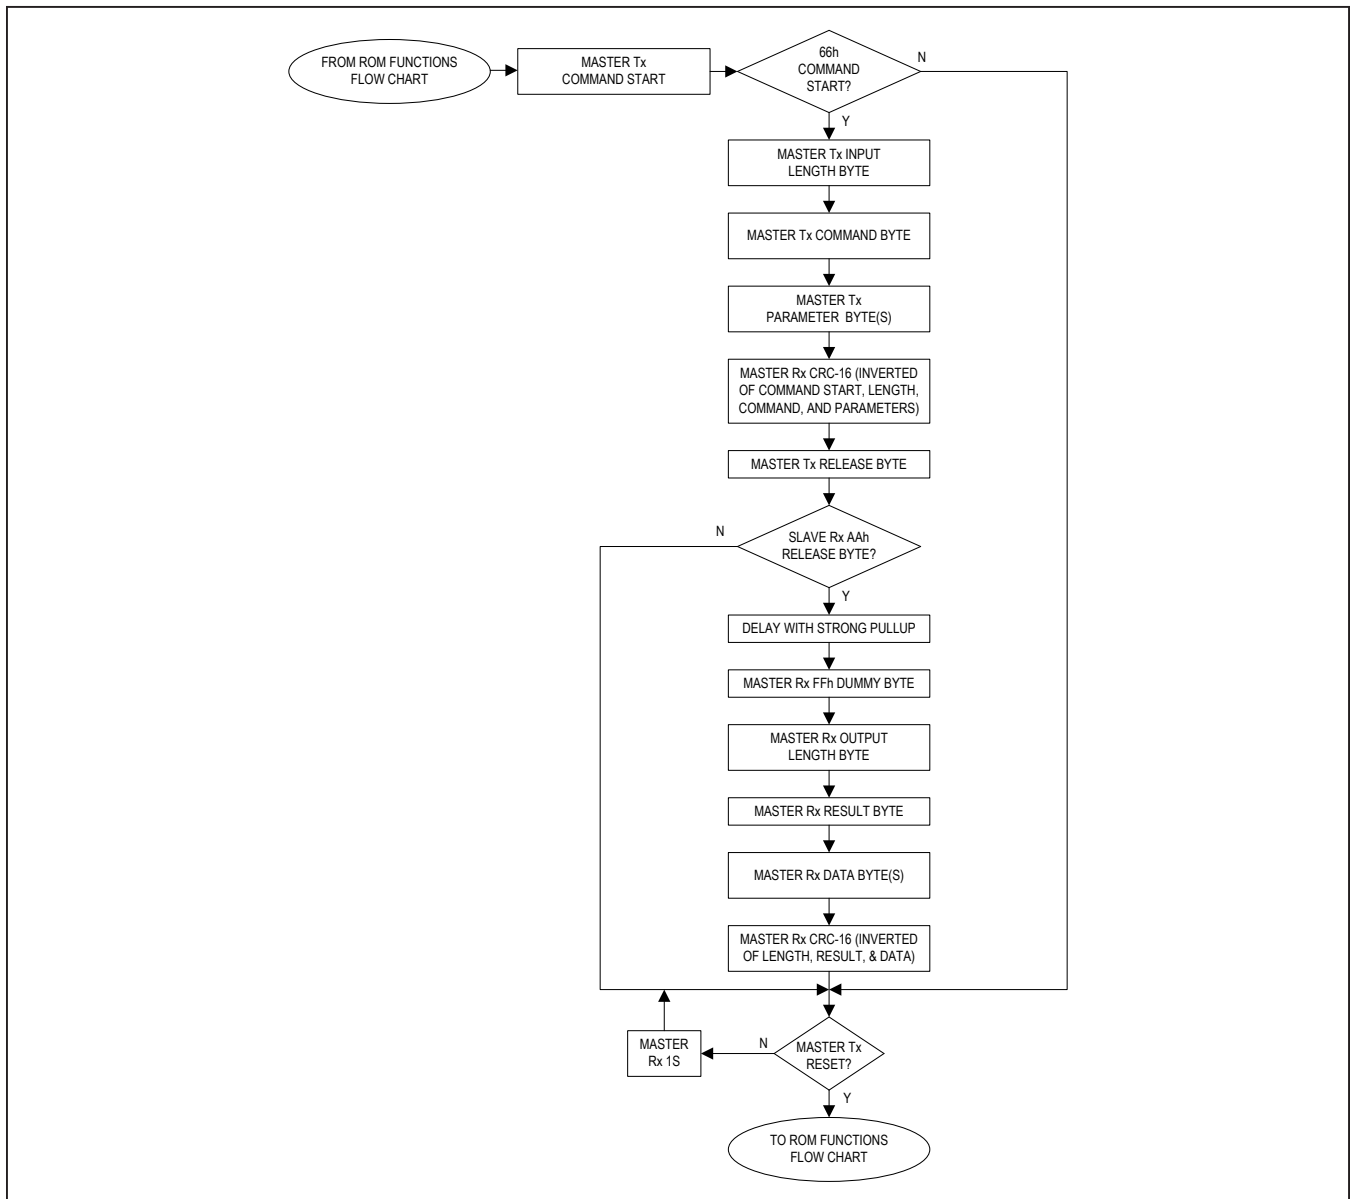 FROM ROM FUNCTIONS
FLOW CHART
MASTER Tx
COMMAND START
66h
COMMAND
START?
N
Y
MASTER Tx INPUT
LENGTH BYTE
MASTER Tx COMMAND BYTE
MASTER Tx
PARAMETER BYTE(S)
MASTER Rx CRC-16 (INVERTED
OF COMMAND START, LENGTH,
COMMAND, AND PARAMETERS)
MASTER Tx RELEASE BYTE
N
SLAVE Rx AAh
RELEASE BYTE?
Y
DELAY WITH STRONG PULLUP
MASTER Rx FFh DUMMY BYTE
MASTER Rx OUTPUT
LENGTH BYTE
MASTER Rx RESULT BYTE
MASTER Rx DATA BYTE(S)
MASTER Rx CRC-16 (INVERTED
OF LENGTH, RESULT, & DATA)
MASTER
Rx 1S
N
MASTER Tx
RESET?
Y
TO ROM FUNCTIONS
FLOW CHART